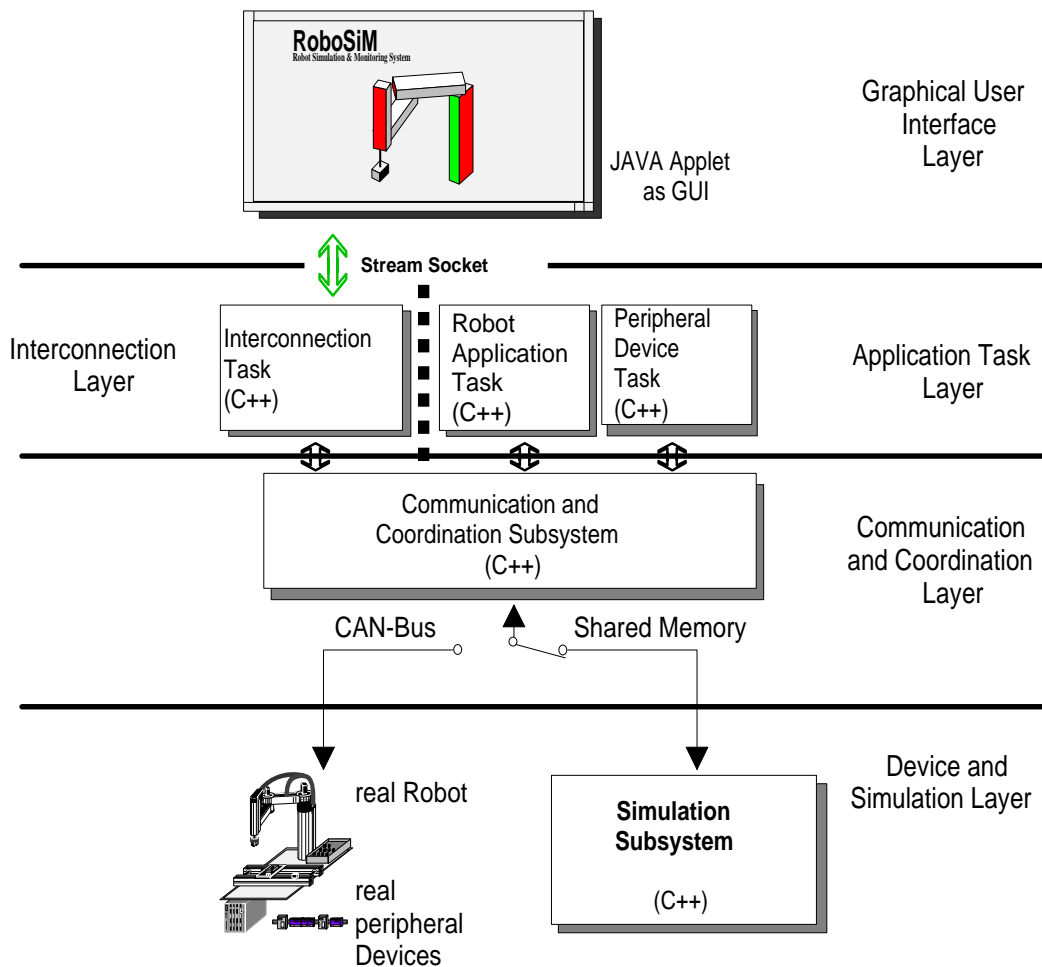 RoboSiM
Robot Simulation & Monitoring System
Graphical User
Interface
Layer
JAVA Applet
as GUI
Stream Socket
Interconnection
Layer
Interconnection
Task
(C++)
Robot
Application
Task
(C++)
Peripheral
Device
Task
(C++)
Application Task
Layer
Communication and
Coordination Subsystem
(C++)
Communication
and Coordination
Layer
CAN-Bus
Shared Memory
real Robot
real
peripheral
Devices
Simulation
Subsystem
(C++)
Device and
Simulation Layer